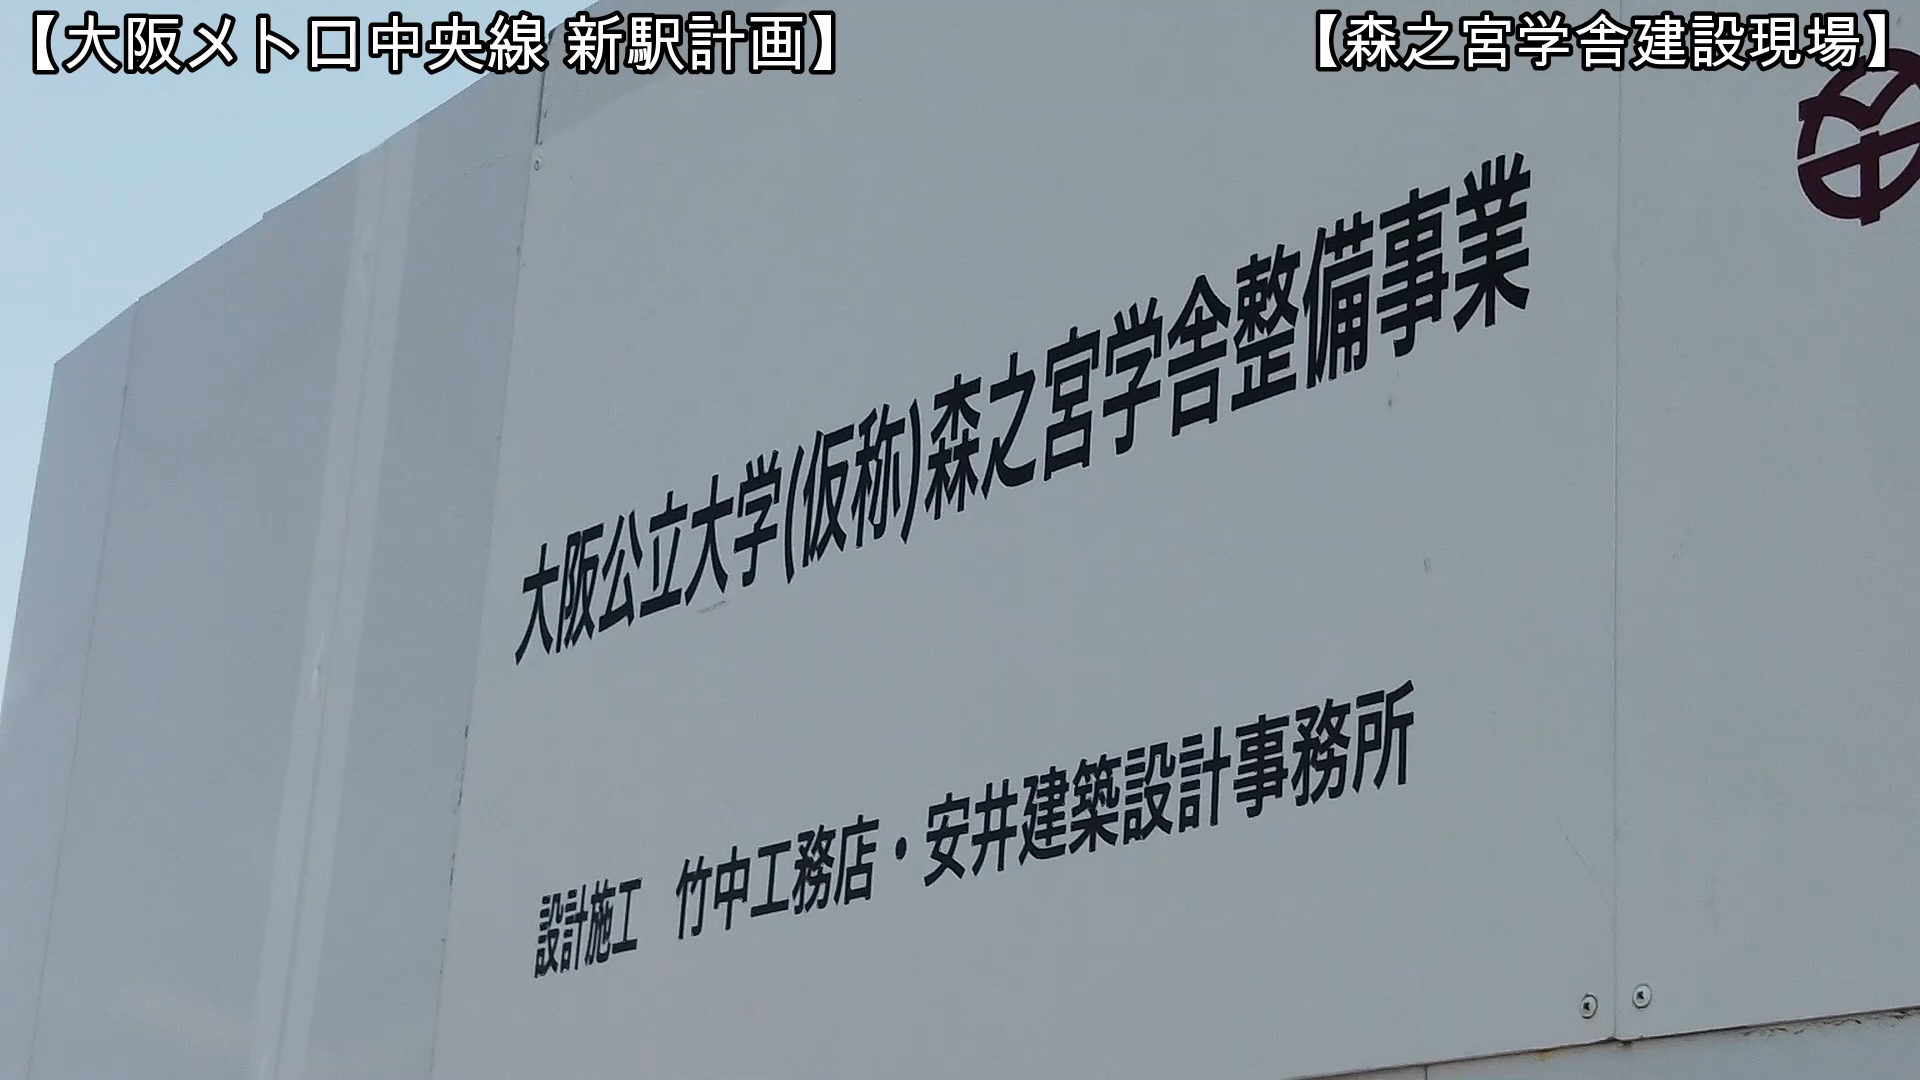 【大阪メトロ中央線 新駅計画】
【森之宮学舎建設現場】
大阪公立大学(仮称)森之宮学舎整備事業
設計施工 竹中工務店・安井建築設計事務所